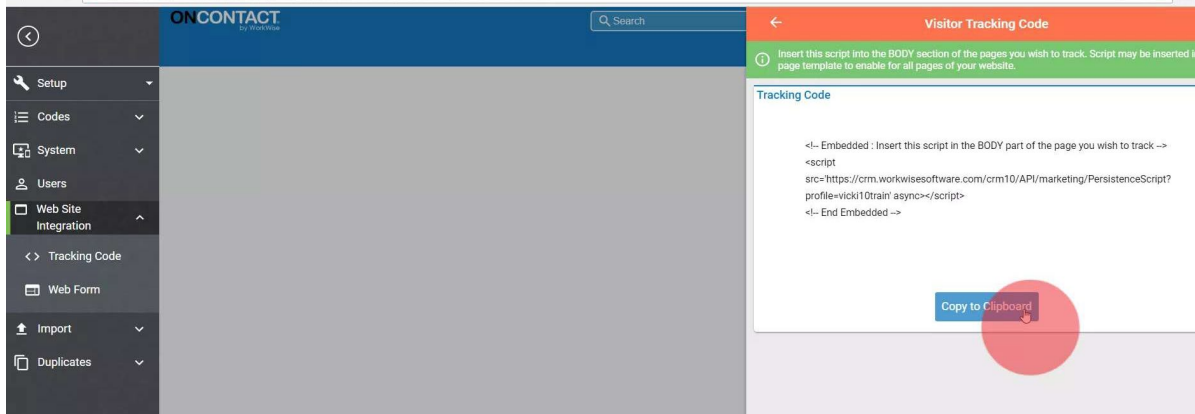 ONCONTACT
by WorkWise
Search
Visitor Tracking Code
Insert this script into the BODY section of the pages you wish to track. Script may be inserted
page template to enable for all pages of your website.
Setup
Codes
System
Users
Web Site
Integration
Tracking Code
Web Form
Import
Duplicates
Tracking Code
<!-- Embedded : Insert this script in the BODY part of the page you wish to track -->
<script
src='https://crm.workwisesoftware.com/crm10/API/marketing/PersistenceScript?
profile=vicki10train' async></script>
<!-- End Embedded -->
Copy to Clipboard